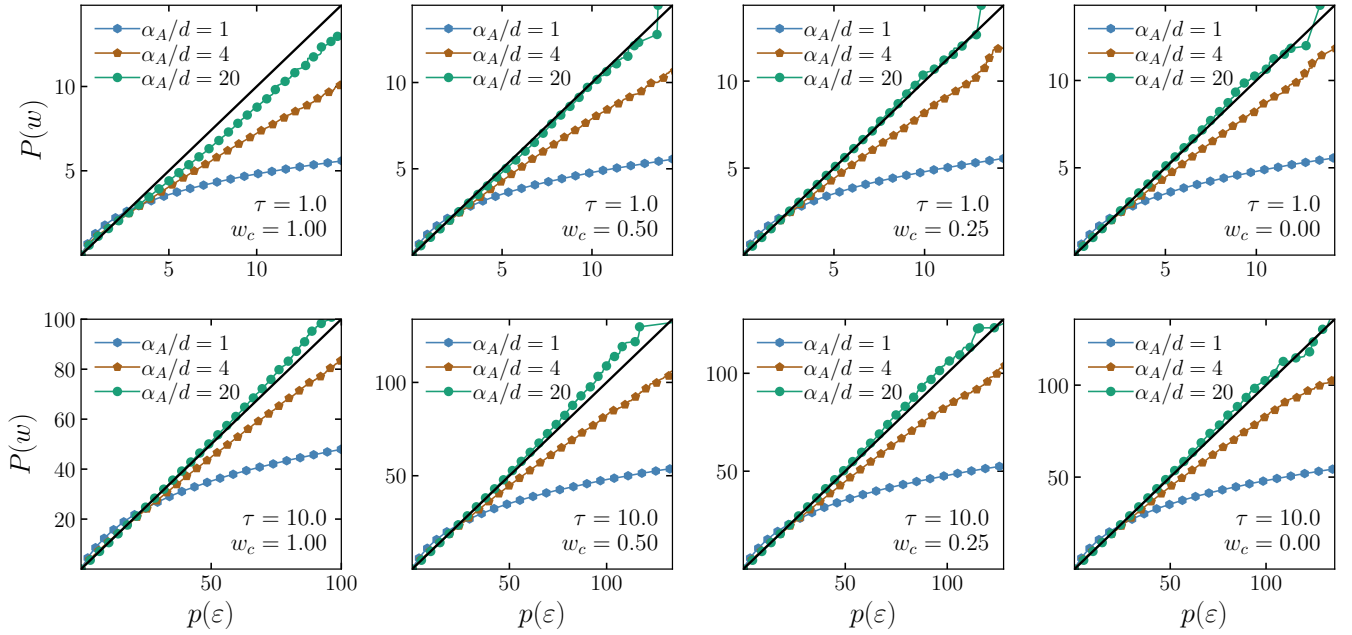 P(w)
10
5
α_A/d = 1
α_A/d = 4
α_A/d = 20
τ = 1.0
w_c = 1.00
5
10
10
5
α_A/d = 1
α_A/d = 4
α_A/d = 20
τ = 1.0
w_c = 0.50
5
10
10
5
α_A/d = 1
α_A/d = 4
α_A/d = 20
τ = 1.0
w_c = 0.25
5
10
10
5
α_A/d = 1
α_A/d = 4
α_A/d = 20
τ = 1.0
w_c = 0.00
5
10
P(w)
100
80
60
40
20
α_A/d = 1
α_A/d = 4
α_A/d = 20
τ = 10.0
w_c = 1.00
50
100
p(ε)
100
50
α_A/d = 1
α_A/d = 4
α_A/d = 20
τ = 10.0
w_c = 0.50
50
100
p(ε)
100
50
α_A/d = 1
α_A/d = 4
α_A/d = 20
τ = 10.0
w_c = 0.25
50
100
p(ε)
100
50
α_A/d = 1
α_A/d = 4
α_A/d = 20
τ = 10.0
w_c = 0.00
50
100
p(ε)